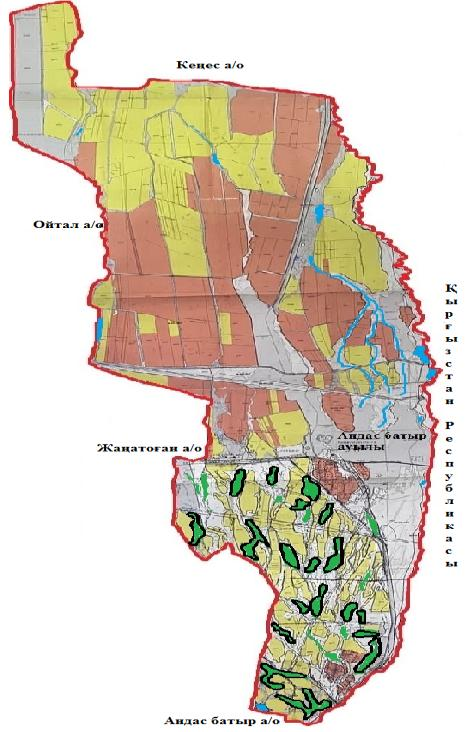 Кеңес а/о
Ойтал а/о
Қырғызстан Республикасы
Андас батыр
ауылы
Жаңатоған а/о
Андас батыр а/о